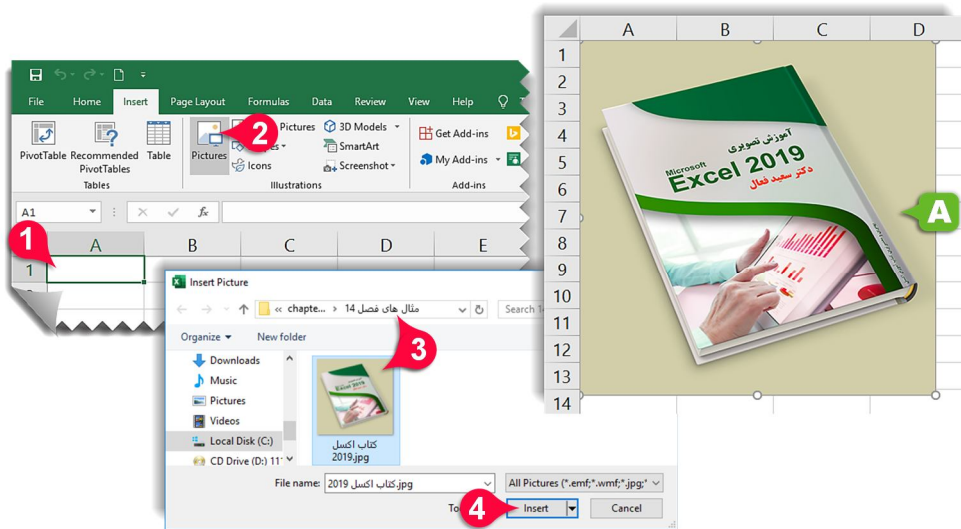 File Home Insert Page Layout Formulas Data Review View Help
PivotTable Recommended PivotTables Table
Tables
Pictures
2
Pictures
Icons
3D Models
SmartArt
Screenshot
Illustrations
Get Add-ins
My Add-ins
Add-ins
A1
fx
1
A B C D E
1
Insert Picture
« chapte... › مثال های فصل 14
Search 1
Organize
New folder
3
Downloads
Music
Pictures
Videos
Local Disk (C:)
CD Drive (D:) 11
کتاب اکسل
2019.jpg
File name:
کتاب اکسل 2019.jpg
All Pictures (*.emf;*.wmf;*.jpg;*
4
Insert
Cancel
A B C D
1
2
3
4
5
6
7
8
9
10
11
12
13
14
آموزش تصویری
Microsoft
Excel 2019
دکتر سعید فعال
A